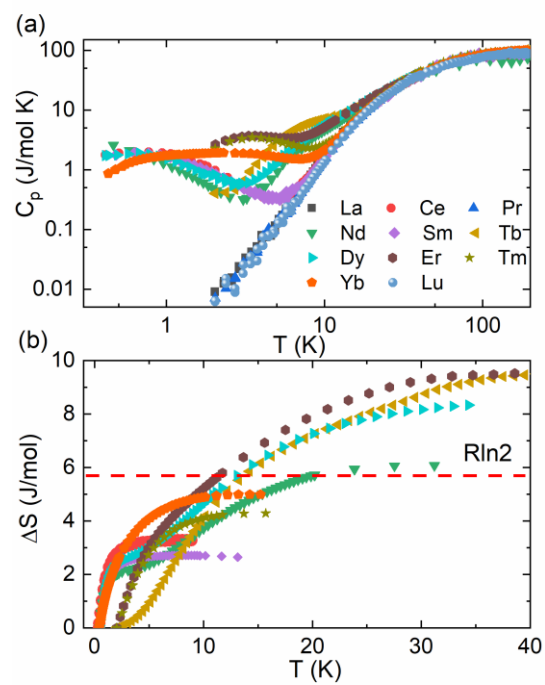 (a)
100
10
1
0.1
0.01
C_p (J/mol K)
La Ce Pr
Nd Sm Tb
Dy Er Tm
Yb Lu
1 10 100
T (K)
(b)
10
8
6
4
2
0
ΔS (J/mol)
Rln2
0 10 20 30 40
T (K)